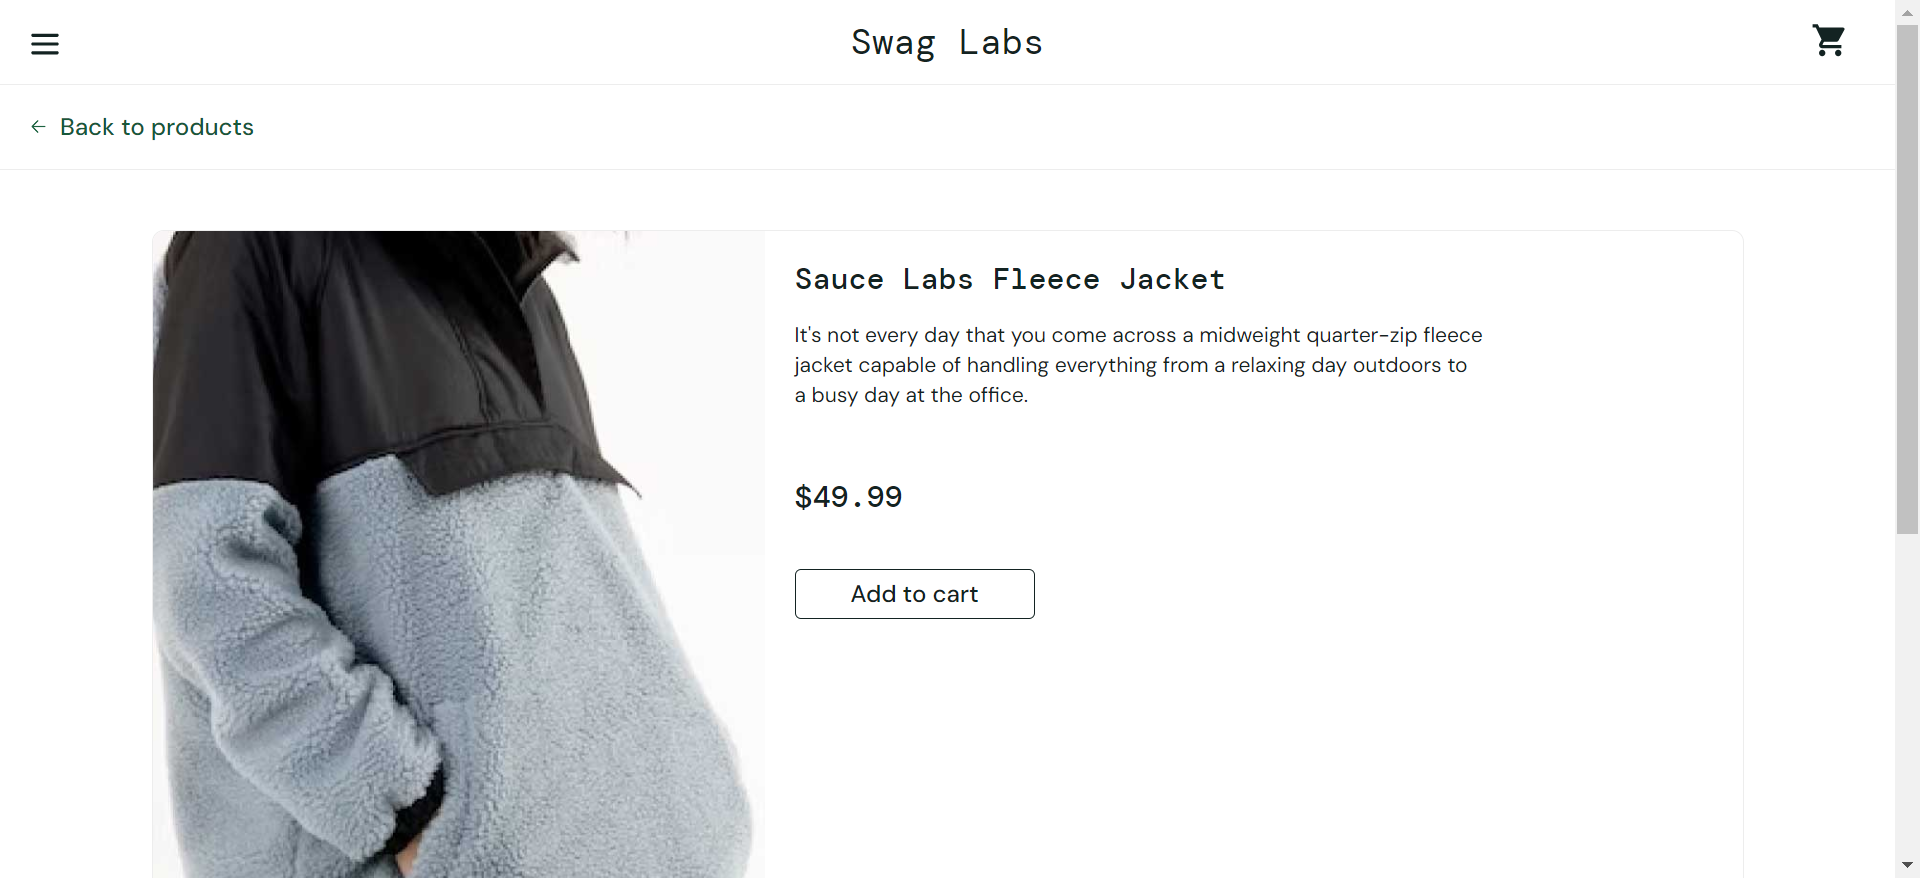 Swag Labs
Back to products
Sauce Labs Fleece Jacket
It's not every day that you come across a midweight quarter-zip fleece
jacket capable of handling everything from a relaxing day outdoors to
a busy day at the office.
$49.99
Add to cart